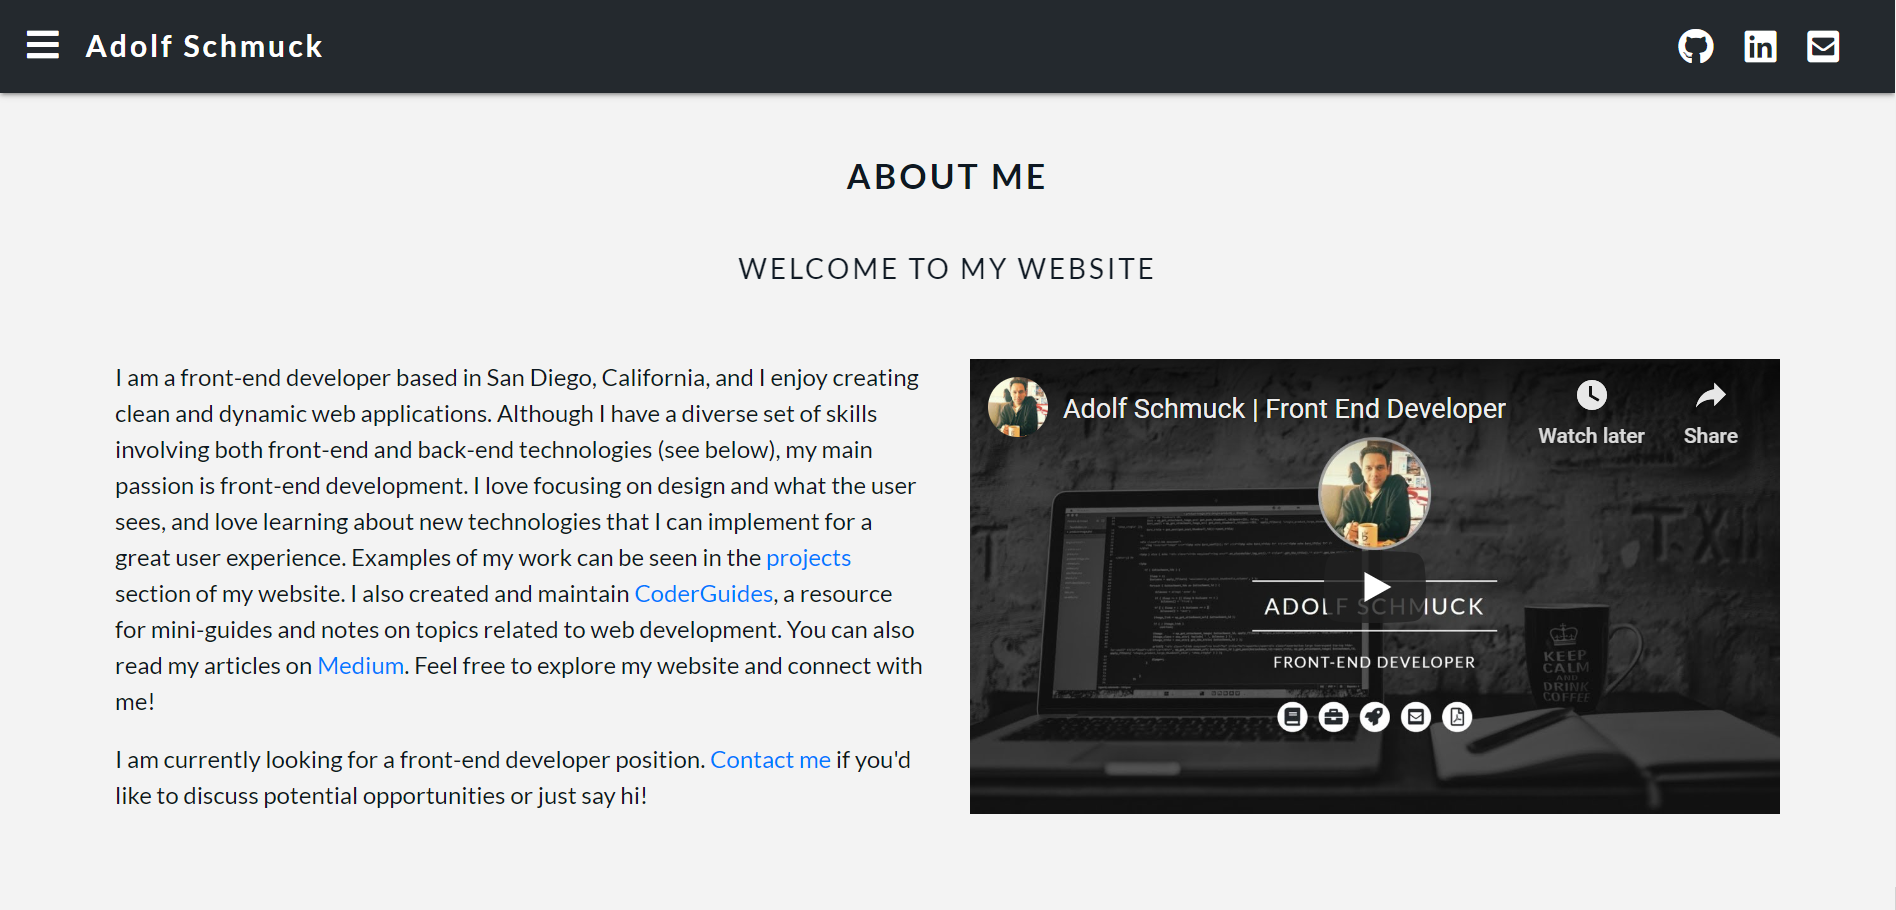 Adolf Schmuck
ABOUT ME
WELCOME TO MY WEBSITE
I am a front-end developer based in San Diego, California, and I enjoy creating
clean and dynamic web applications. Although I have a diverse set of skills
involving both front-end and back-end technologies (see below), my main
passion is front-end development. I love focusing on design and what the user
sees, and love learning about new technologies that I can implement for a
great user experience. Examples of my work can be seen in the projects
section of my website. I also created and maintain CoderGuides, a resource
for mini-guides and notes on topics related to web development. You can also
read my articles on Medium. Feel free to explore my website and connect with
me!
I am currently looking for a front-end developer position. Contact me if you'd
like to discuss potential opportunities or just say hi!
Adolf Schmuck | Front End Developer
Watch later
Share
ADOLF SCHMUCK
FRONT-END DEVELOPER
KEEP
CALM
AND
DRINK
COFFEE